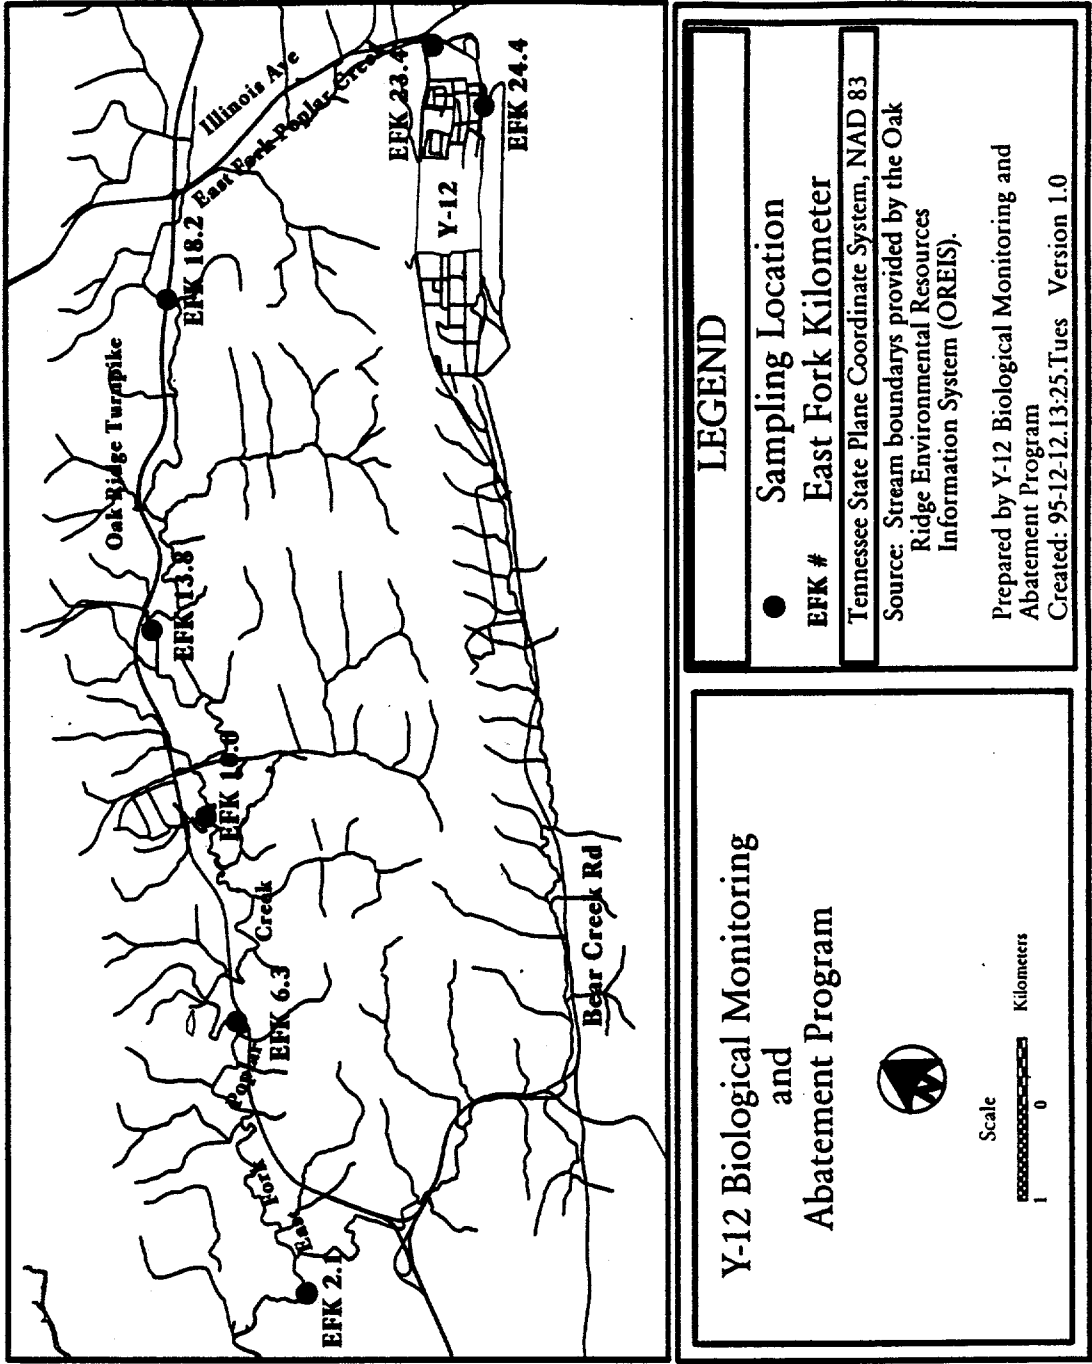 Illinois Ave
East Fork Poplar Creek
EFK 23.4
EFK 24.4
Y-12
EFK 18.2
Oak Ridge Turnpike
EFK 13.8
EFK 10.0
Creek
EFK 6.3
Poplar
Fork
East
EFK 2.1
Bear Creek Rd
Y-12 Biological Monitoring
and
Abatement Program
N
Scale
1 0 Kilometers
LEGEND
Sampling Location
EFK # East Fork Kilometer
Tennessee State Plane Coordinate System, NAD 83
Source: Stream boundarys provided by the Oak
Ridge Environmental Resources
Information System (OREIS).
Prepared by Y-12 Biological Monitoring and
Abatement Program
Created: 95-12-12.13:25.Tues Version 1.0